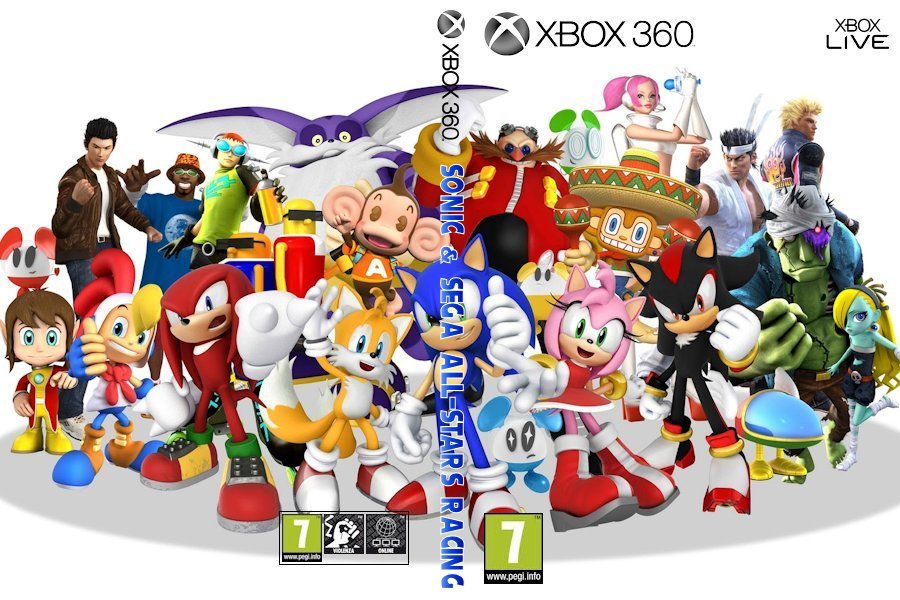 XBOX 360
SONIC & SEGA ALL-STARS RACING
XBOX 360
XBOX
LIVE
A
7
www.pegi.info
VIOLENZA
ONLINE
7
www.pegi.info